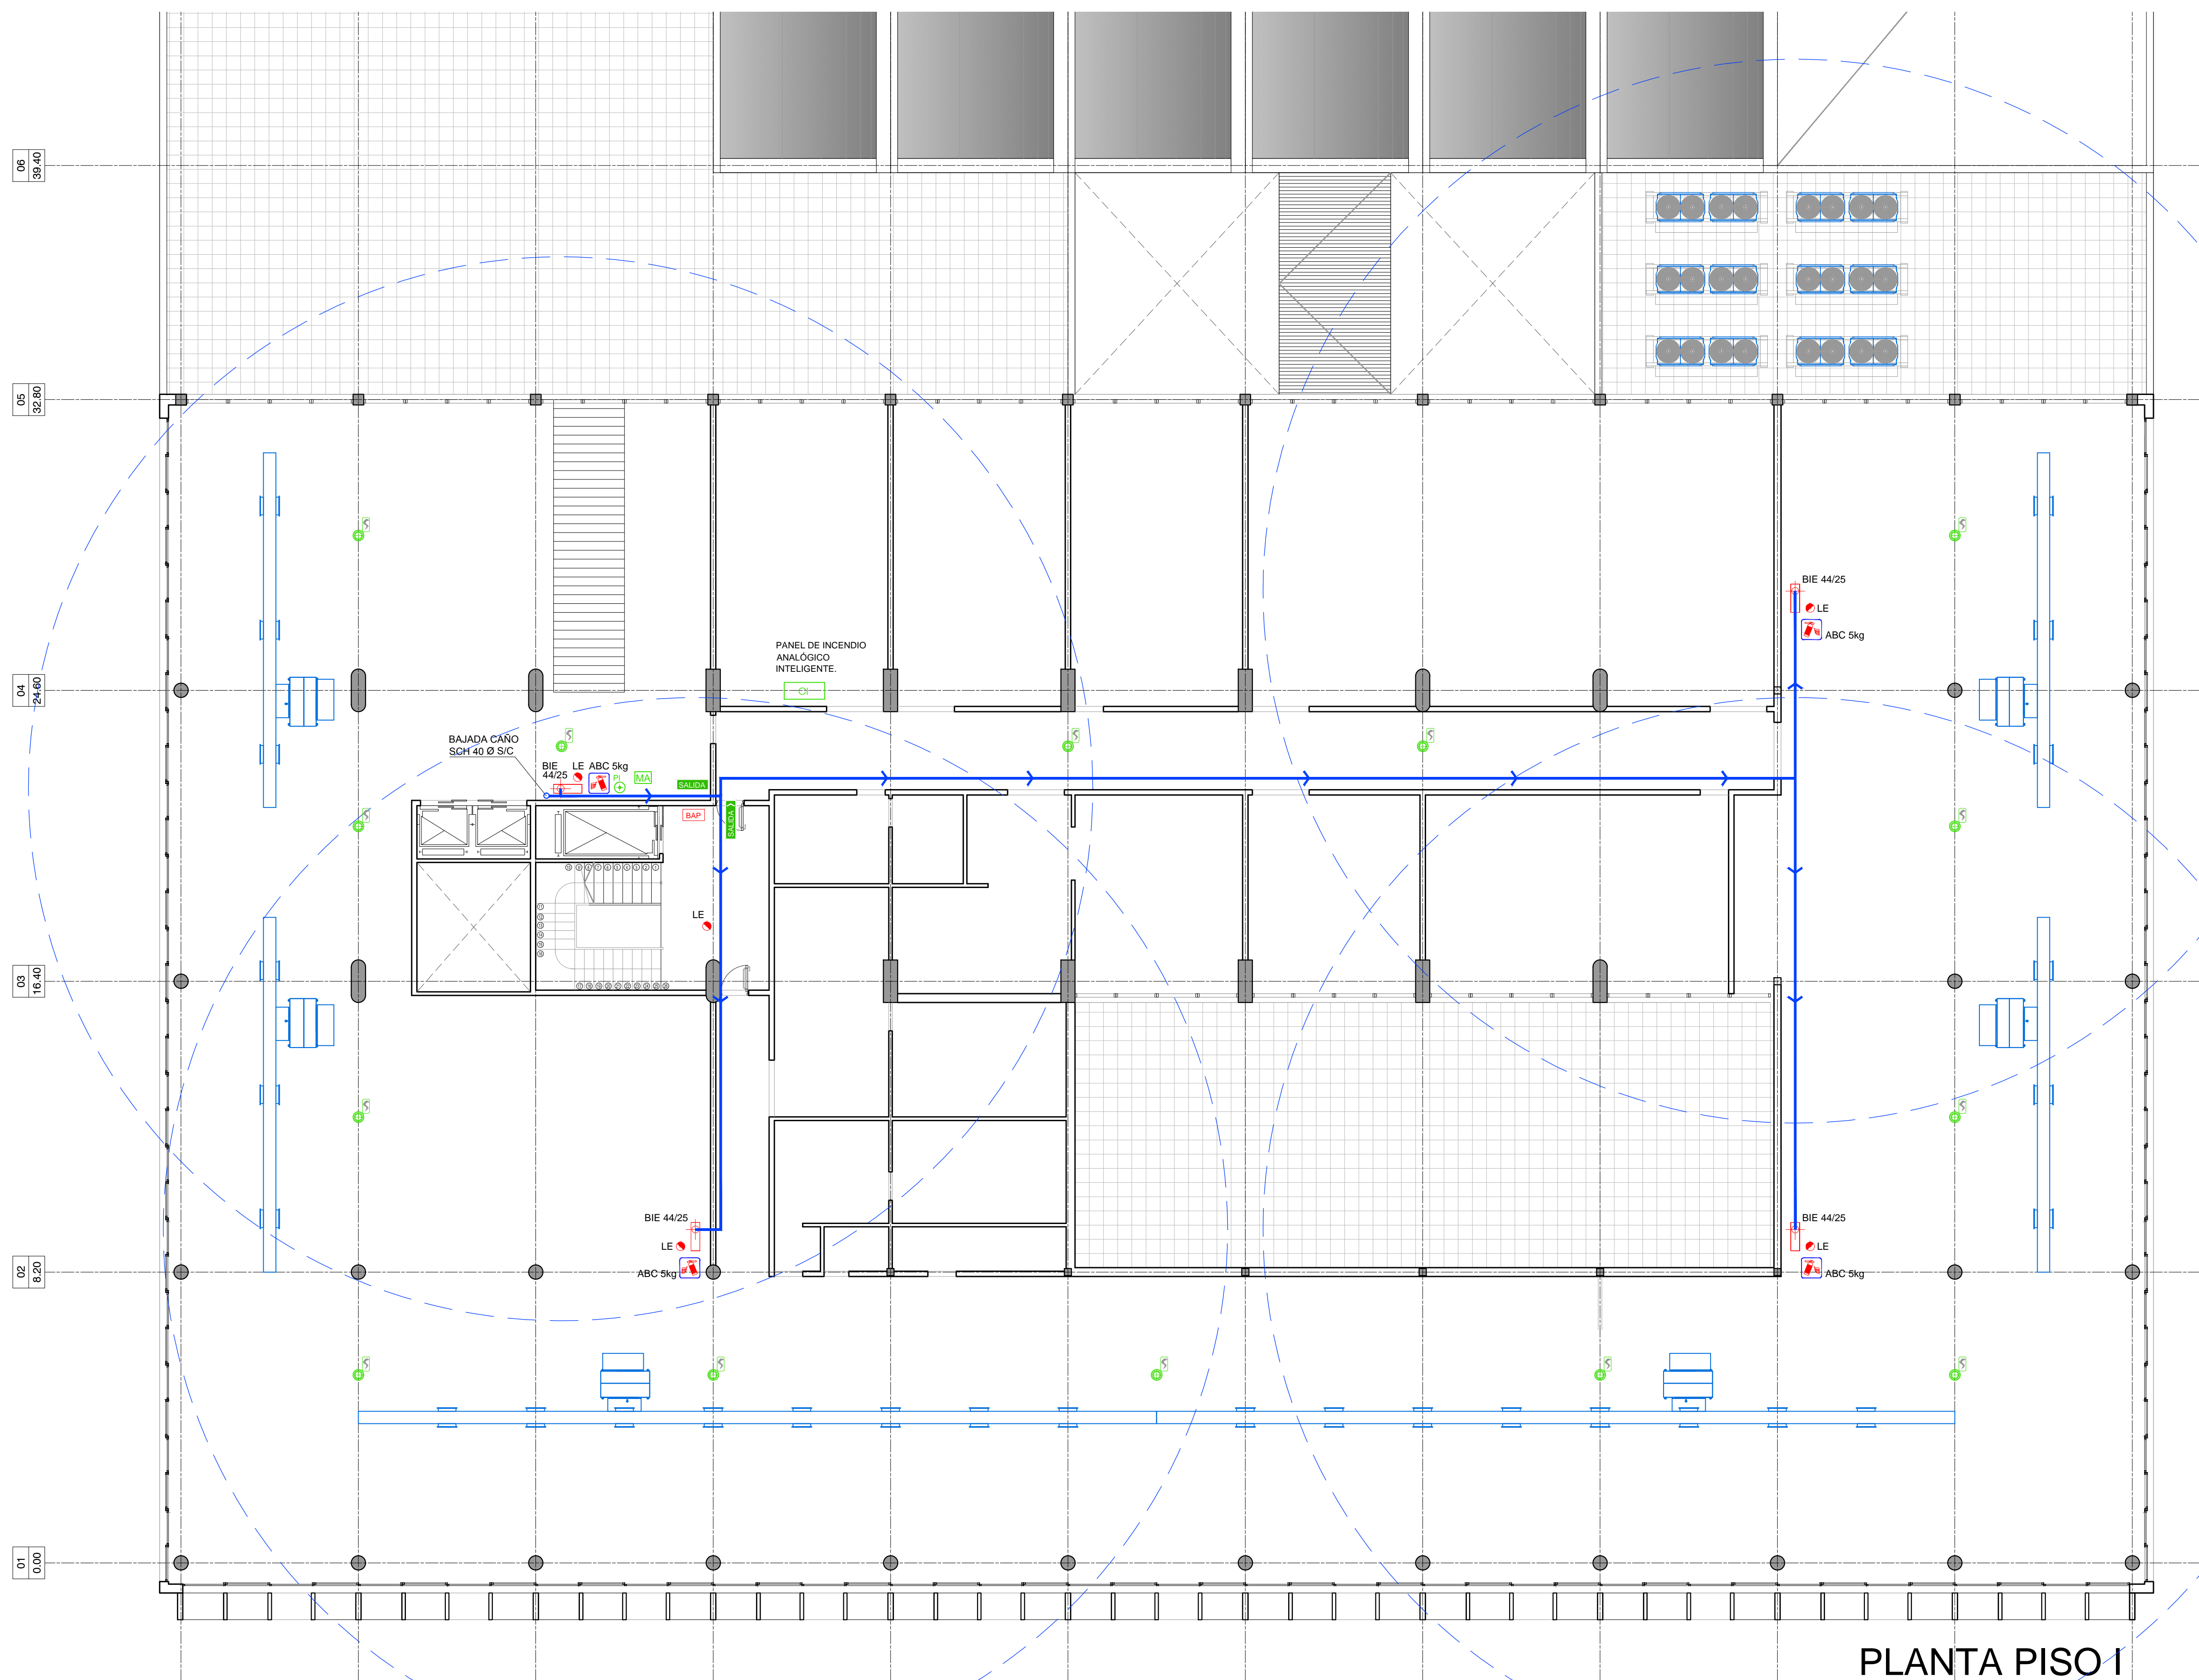 06
39.40
05
32.80
BIE 44/25
LE
ABC 5kg
PANEL DE INCENDIO
ANALÓGICO
INTELIGENTE.
CI
04
24.60
BAJADA CAÑO
SCH 40 Ø S/C
BIE
44/25
LE
ABC 5kg
PI
MA
SALIDA
BAP
SALIDA
LE
03
16.40
BIE 44/25
LE
ABC 5kg
BIE 44/25
LE
ABC 5kg
02
8.20
01
0.00
PLANTA PISO I